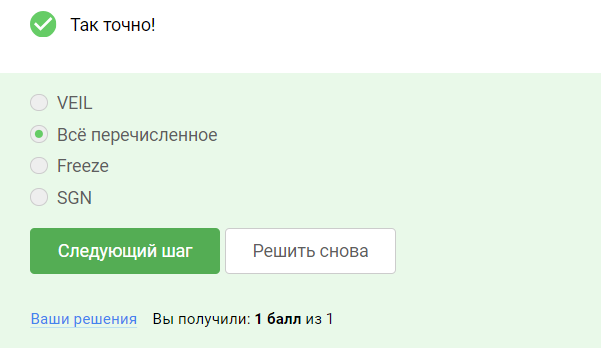 Так точно!
VEIL
Всё перечисленное
Freeze
SGN
Следующий шаг Решить снова
Ваши решения Вы получили: 1 балл из 1